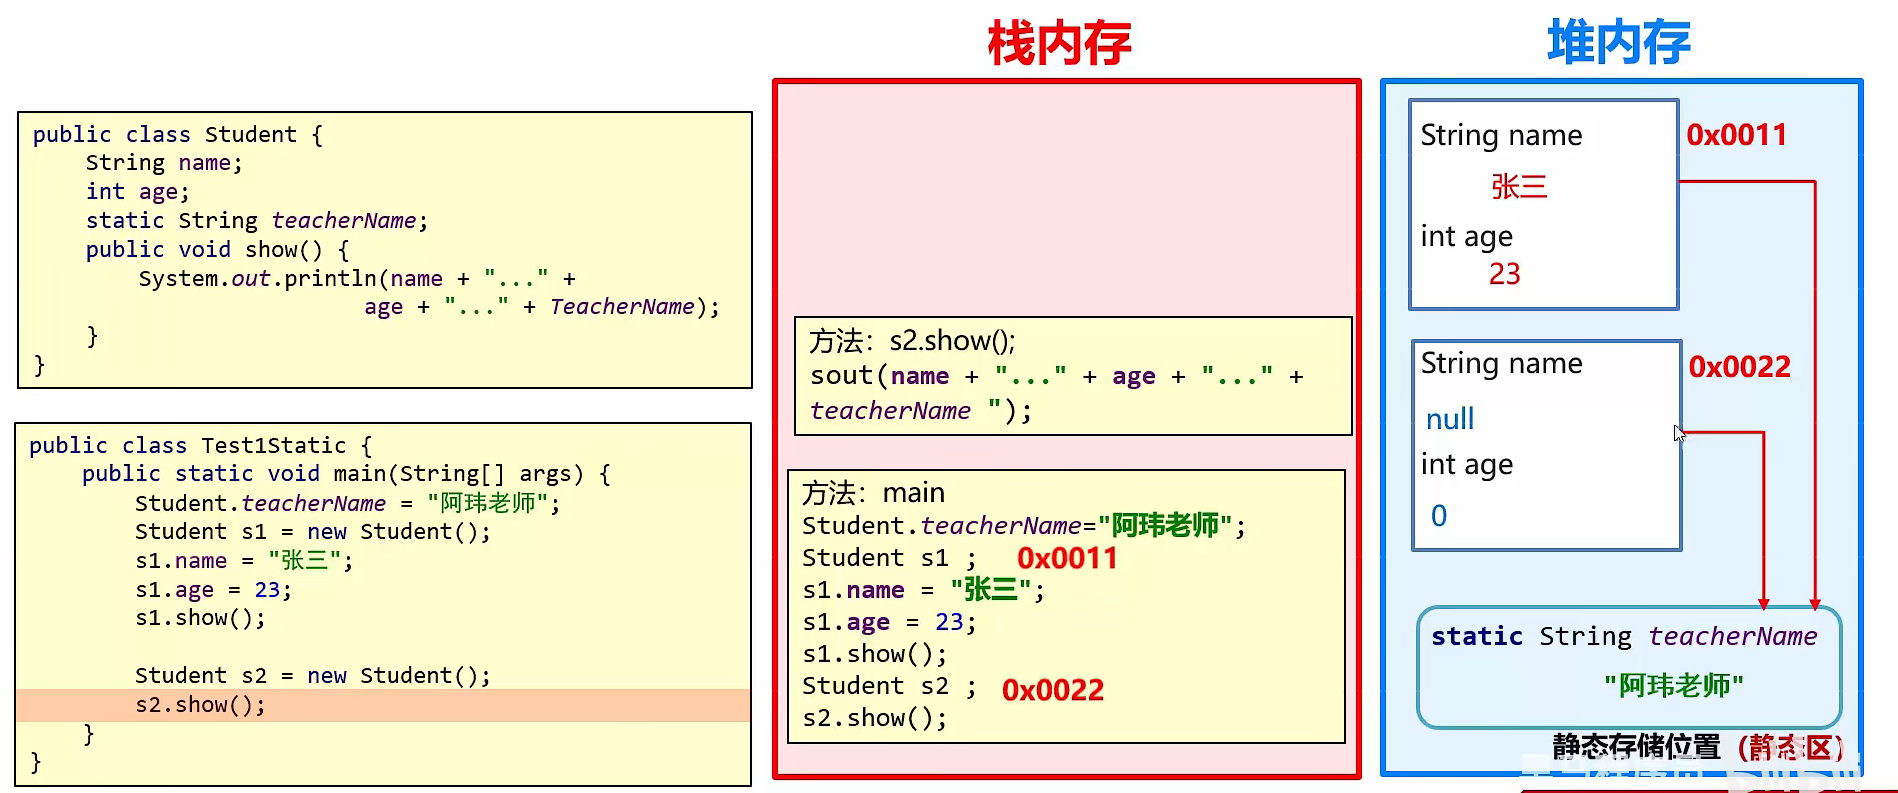 栈内存
堆内存
public class Student {
String name;
int age;
static String teacherName;
public void show() {
System.out.println(name + "..." +
age + "..." + TeacherName);
}
}
public class Test1Static {
public static void main(String[] args) {
Student.teacherName = "阿玮老师";
Student s1 = new Student();
s1.name = "张三";
s1.age = 23;
s1.show();
Student s2 = new Student();
s2.show();
}
}
方法：s2.show();
sout(name + "..." + age + "..." +
teacherName ");
方法：main
Student.teacherName="阿玮老师";
Student s1 ; 0x0011
s1.name = "张三";
s1.age = 23;
s1.show();
Student s2 ; 0x0022
s2.show();
String name
0x0011
张三
int age
23
String name
0x0022
null
int age
0
static String teacherName
"阿玮老师"
静态存储位置（静态区）